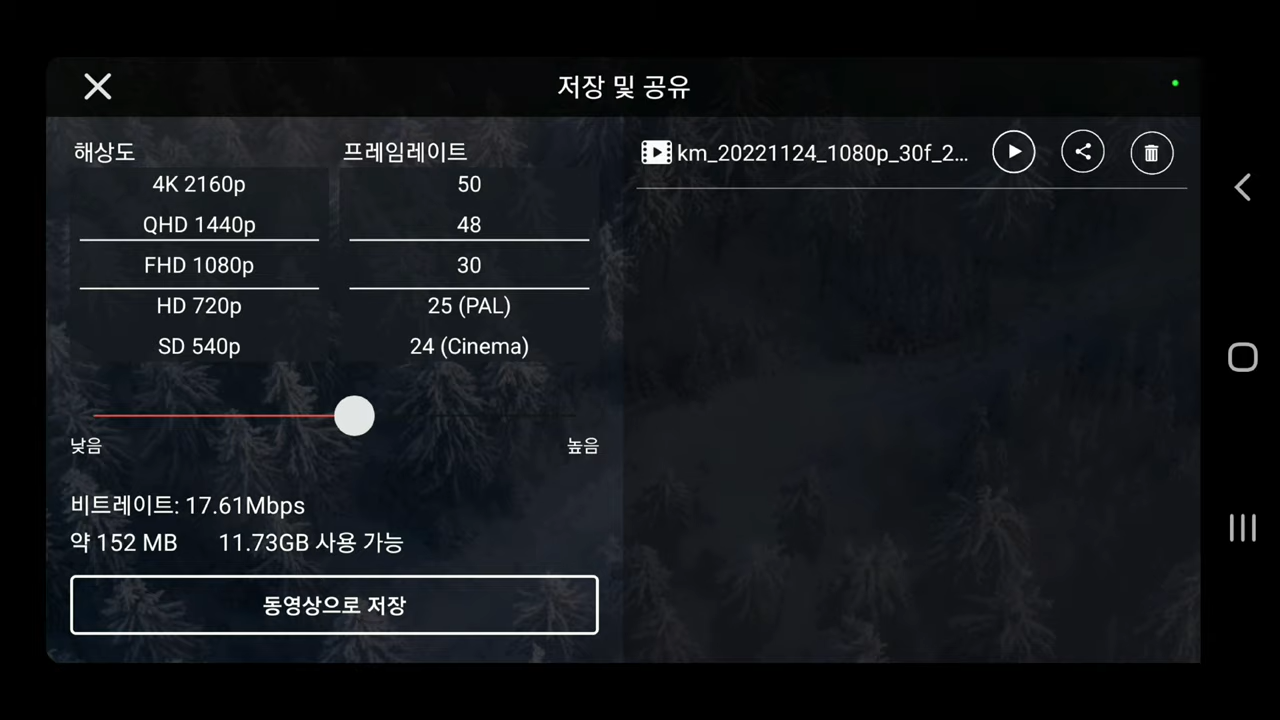 저장 및 공유
해상도
4K 2160p
QHD 1440p
FHD 1080p
HD 720p
SD 540p
프레임레이트
50
48
30
25 (PAL)
24 (Cinema)
낮음
높음
비트레이트: 17.61Mbps
약 152 MB 11.73GB 사용 가능
동영상으로 저장
km_20221124_1080p_30f_2...